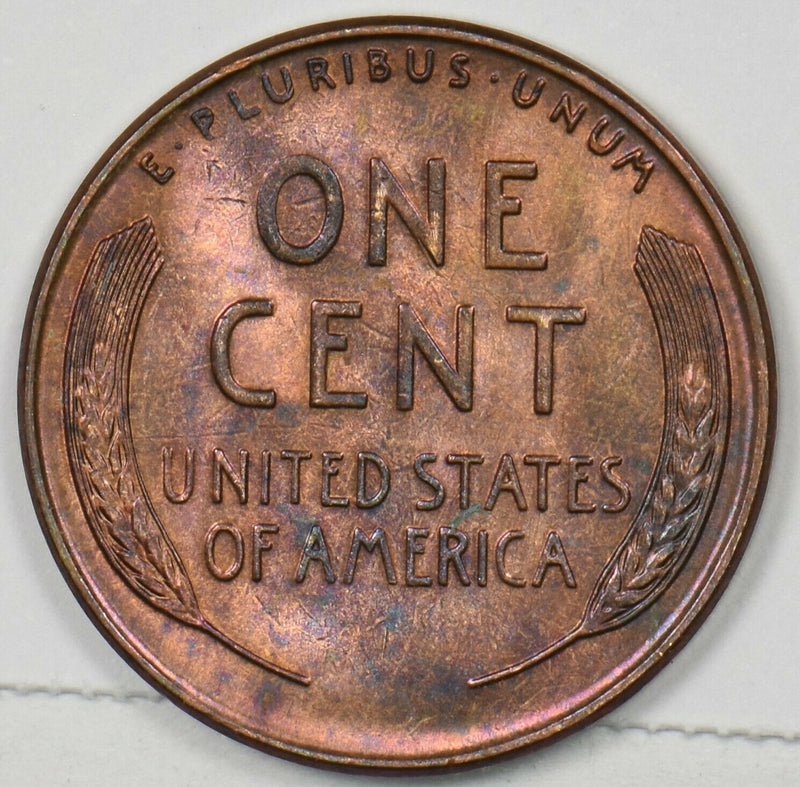 E·PLURIBUS·UNUM
ONE
CENT
UNITED STATES
OF AMERICA